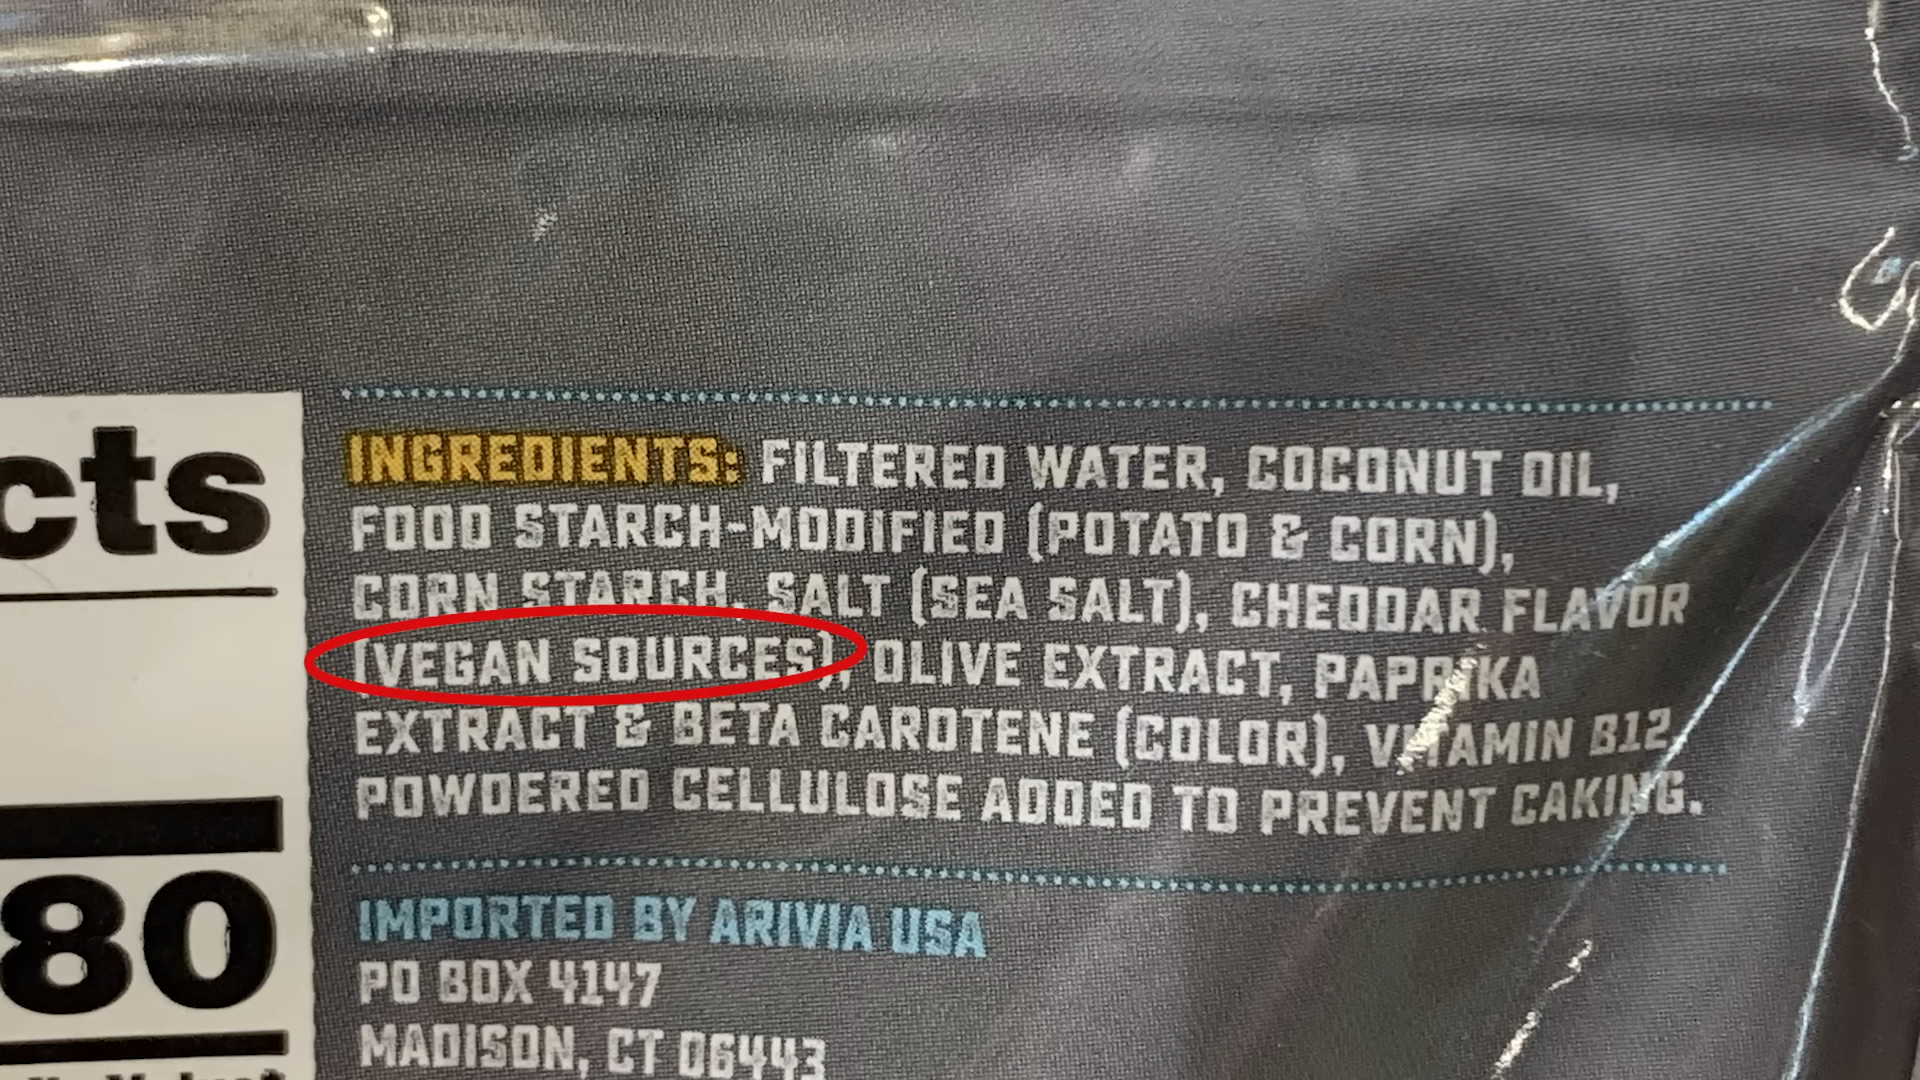 cts
80
INGREDIENTS: FILTERED WATER, COCONUT OIL,
FOOD STARCH-MODIFIED (POTATO & CORN),
CORN STARCH, SALT (SEA SALT), CHEDDAR FLAVOR
(VEGAN SOURCES), OLIVE EXTRACT, PAPRIKA
EXTRACT & BETA CAROTENE (COLOR), VITAMIN B12
POWDERED CELLULOSE ADDED TO PREVENT CAKING.
IMPORTED BY ARIVIA USA
PO BOX 4147
MADISON, CT 06443